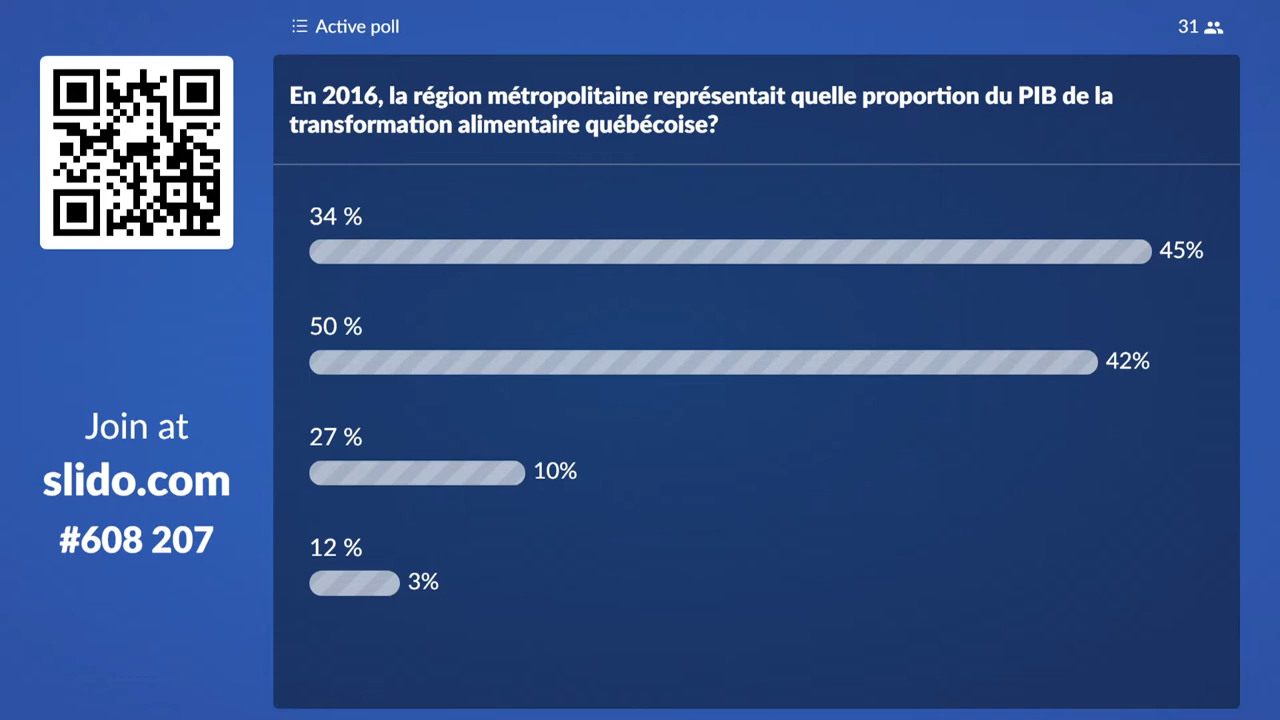 Active poll
31
En 2016, la région métropolitaine représentait quelle proportion du PIB de la
transformation alimentaire québécoise?
34 %
45%
50 %
42%
27 %
10%
12 %
3%
Join at
slido.com
#608 207